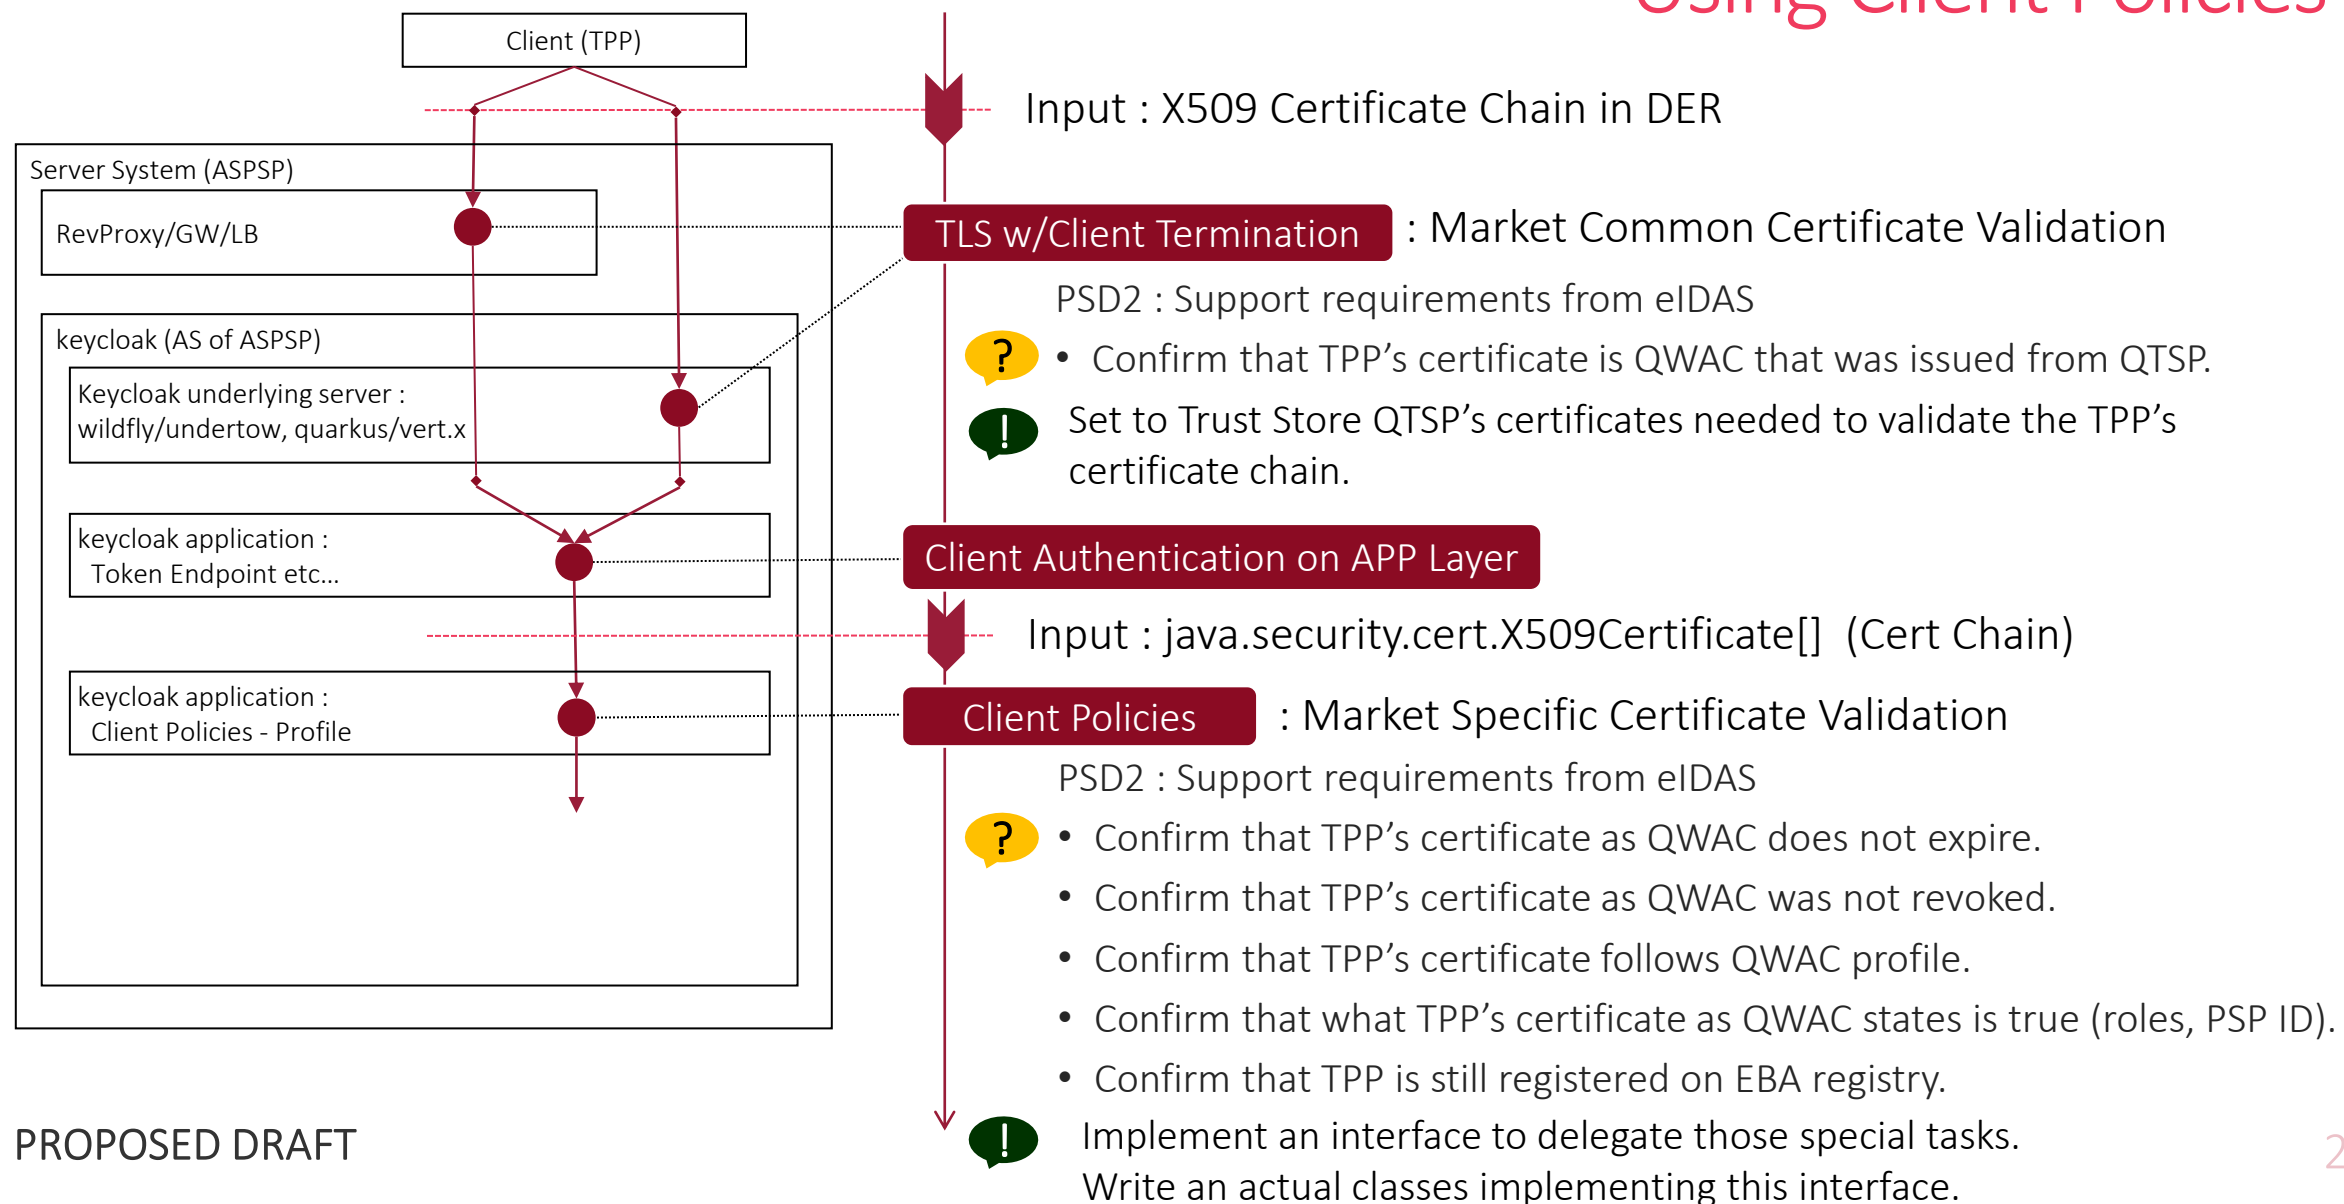 Using Client Policies
Client (TPP)
Input : X509 Certificate Chain in DER
Server System (ASPSP)
RevProxy/GW/LB
TLS w/Client Termination
: Market Common Certificate Validation
PSD2 : Support requirements from eIDAS
keycloak (AS of ASPSP)
?
• Confirm that TPP’s certificate is QWAC that was issued from QTSP.
Keycloak underlying server :
wildfly/undertow, quarkus/vert.x
!
Set to Trust Store QTSP’s certificates needed to validate the TPP’s
certificate chain.
keycloak application :
Token Endpoint etc...
Client Authentication on APP Layer
Input : java.security.cert.X509Certificate[] (Cert Chain)
keycloak application :
Client Policies - Profile
Client Policies
: Market Specific Certificate Validation
PSD2 : Support requirements from eIDAS
?
• Confirm that TPP’s certificate as QWAC does not expire.
• Confirm that TPP’s certificate as QWAC was not revoked.
• Confirm that TPP’s certificate follows QWAC profile.
• Confirm that what TPP’s certificate as QWAC states is true (roles, PSP ID).
• Confirm that TPP is still registered on EBA registry.
!
Implement an interface to delegate those special tasks.
Write an actual classes implementing this interface.
PROPOSED DRAFT
2